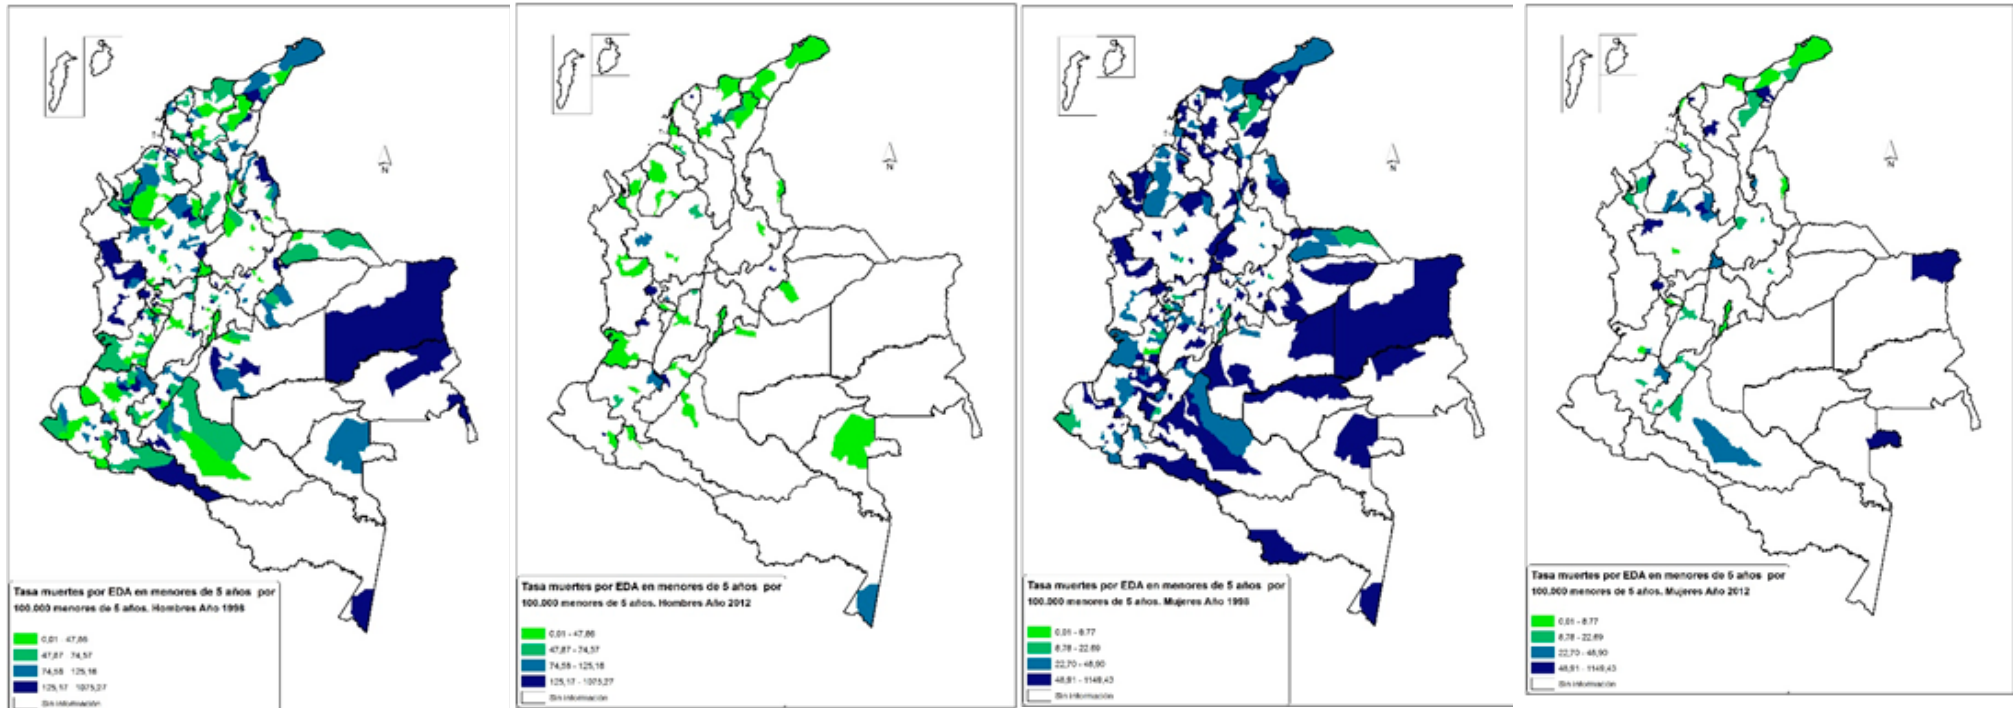 N
Tasa muertes por EDA en menores de 5 años por
100.000 menores de 5 años. Hombres Año 1998
0,01 - 47,86
47,87 - 74,57
74,58 - 125,16
125,17 - 1075,27
Sin información
N
Tasa muertes por EDA en menores de 5 años por
100.000 menores de 5 años. Hombres Año 2012
0,01 - 47,86
47,87 - 74,57
74,58 - 125,16
125,17 - 1075,27
Sin información
N
Tasa muertes por EDA en menores de 5 años por
100.000 menores de 5 años. Mujeres Año 1998
0,01 - 8,77
8,78 - 22,69
22,70 - 48,90
48,91 - 1149,43
Sin información
N
Tasa muertes por EDA en menores de 5 años por
100.000 menores de 5 años. Mujeres Año 2012
0,01 - 8,77
8,78 - 22,69
22,70 - 48,90
48,91 - 1149,43
Sin información